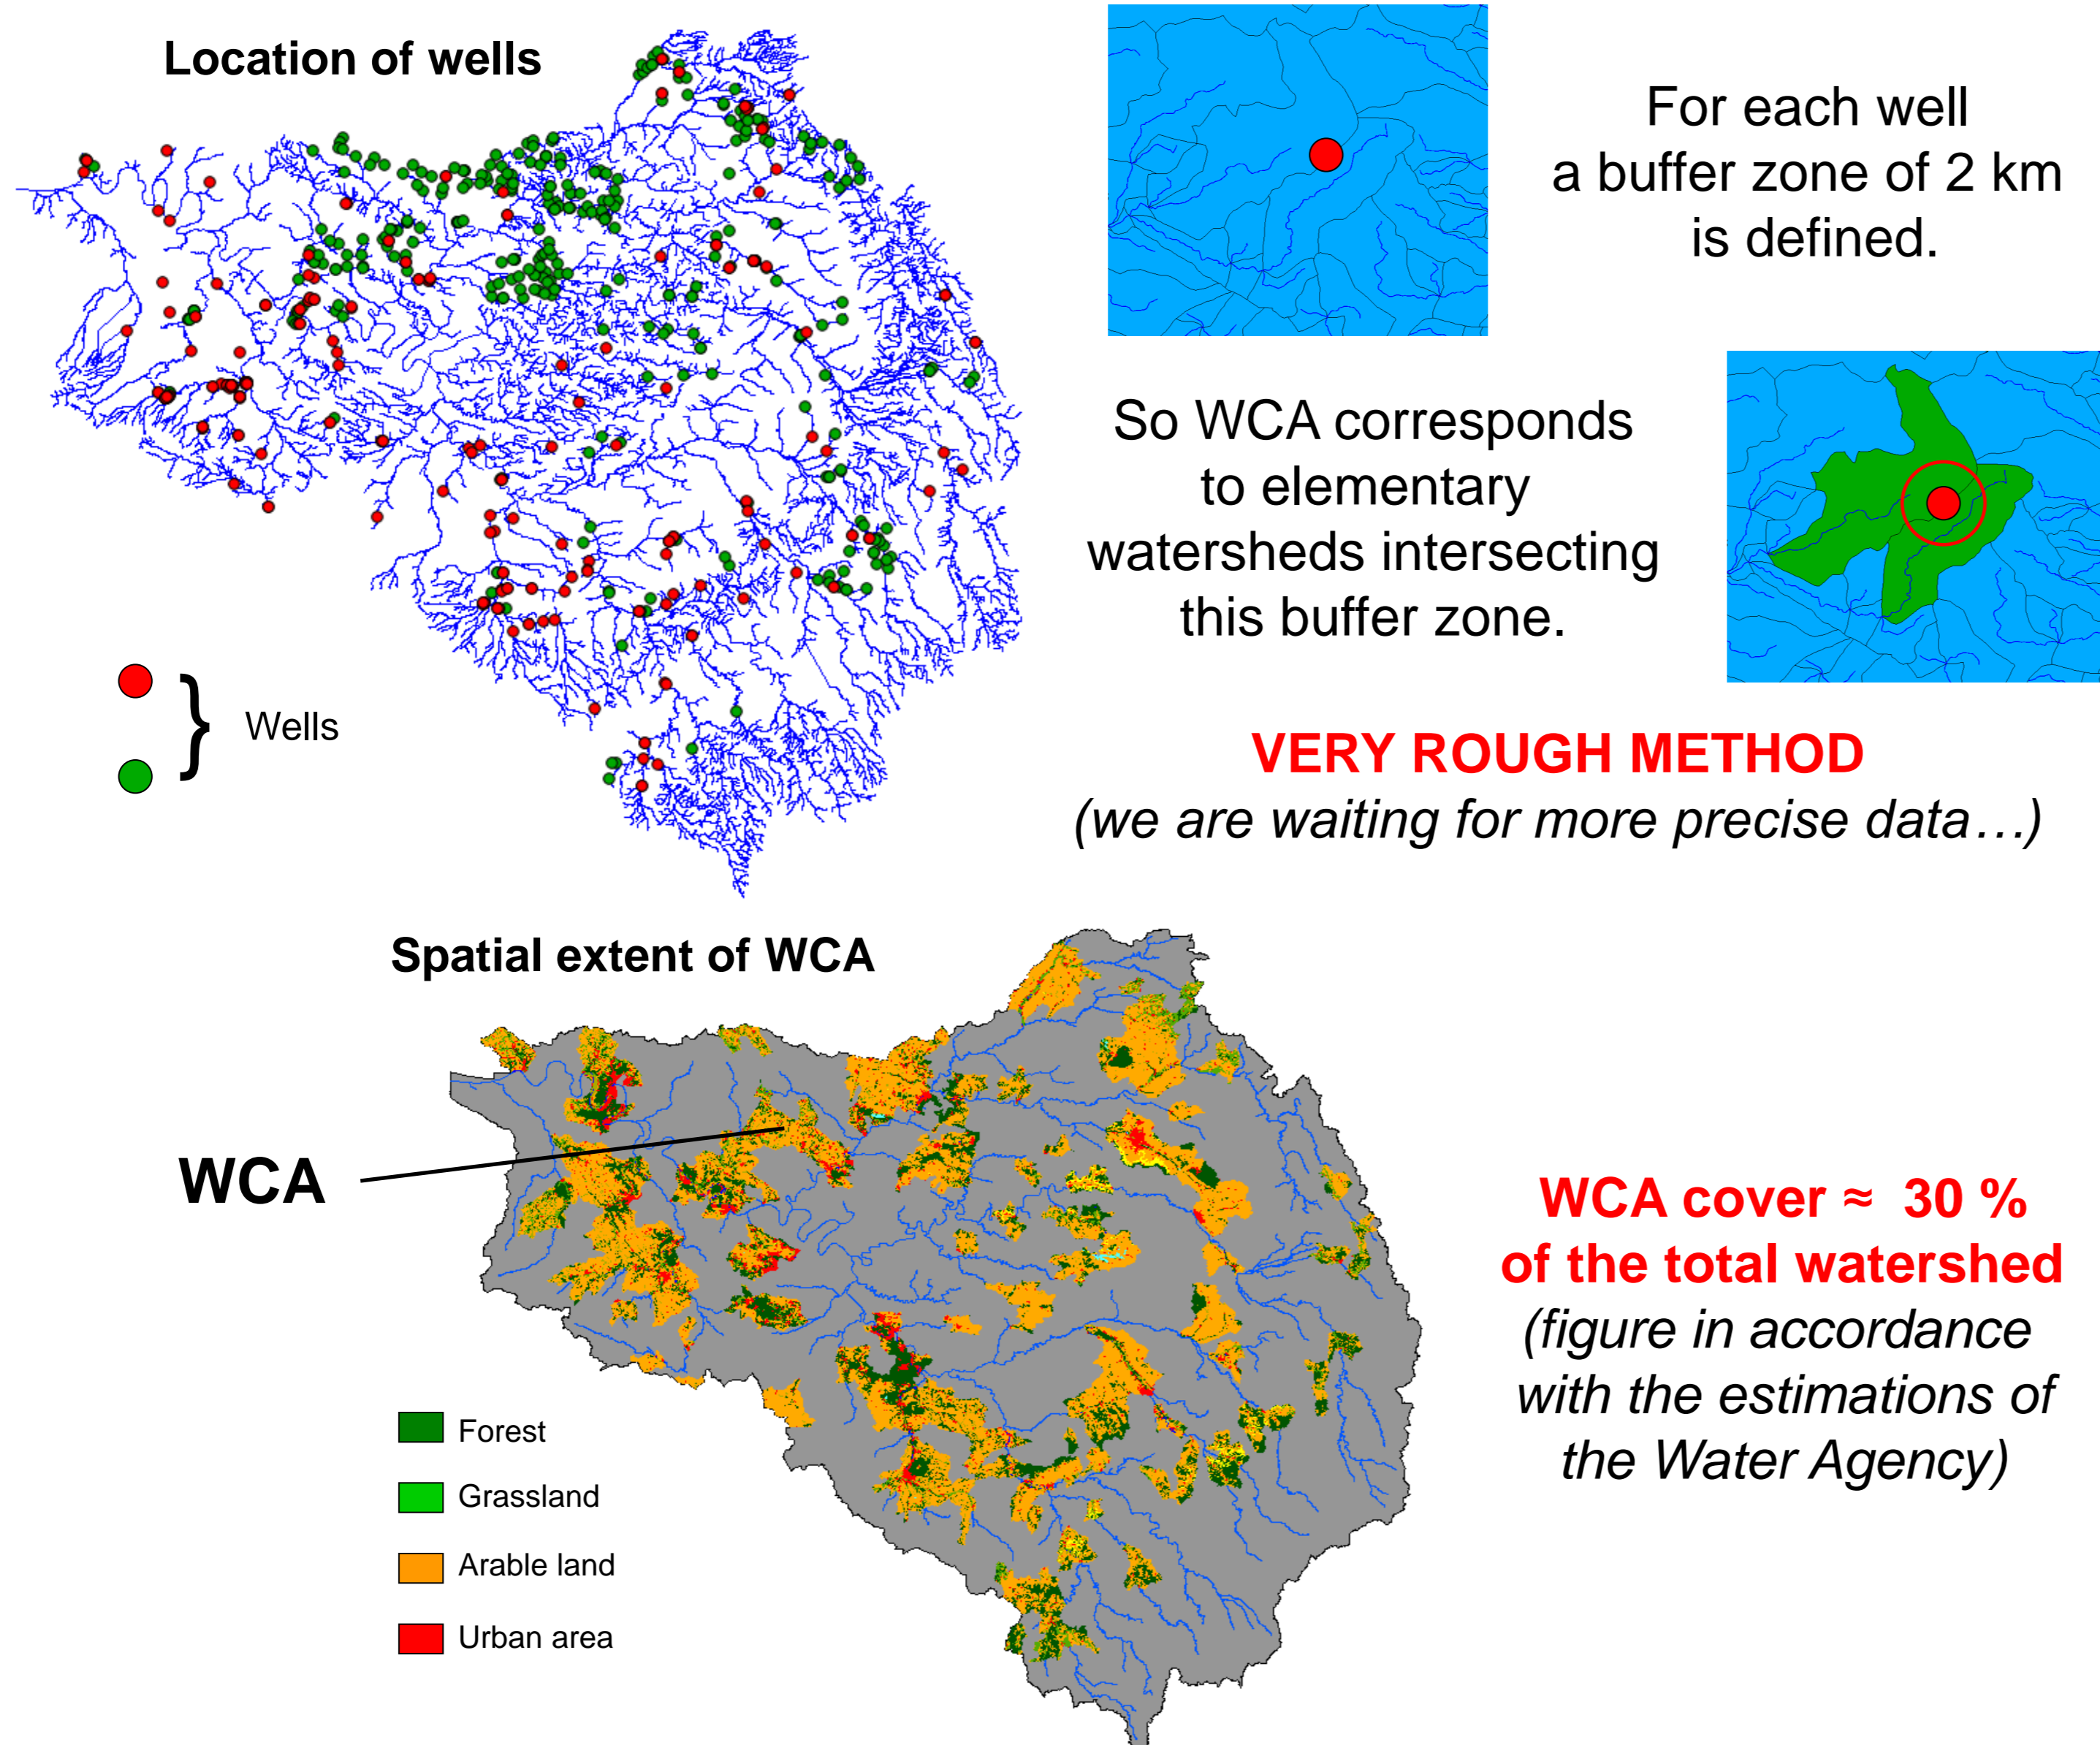 Location of wells
For each well
a buffer zone of 2 km
is defined.
So WCA corresponds
to elementary
watersheds intersecting
this buffer zone.
} Wells
VERY ROUGH METHOD
(we are waiting for more precise data…)
Spatial extent of WCA
WCA
WCA cover ≈ 30 %
of the total watershed
(figure in accordance
with the estimations of
the Water Agency)
Forest
Grassland
Arable land
Urban area